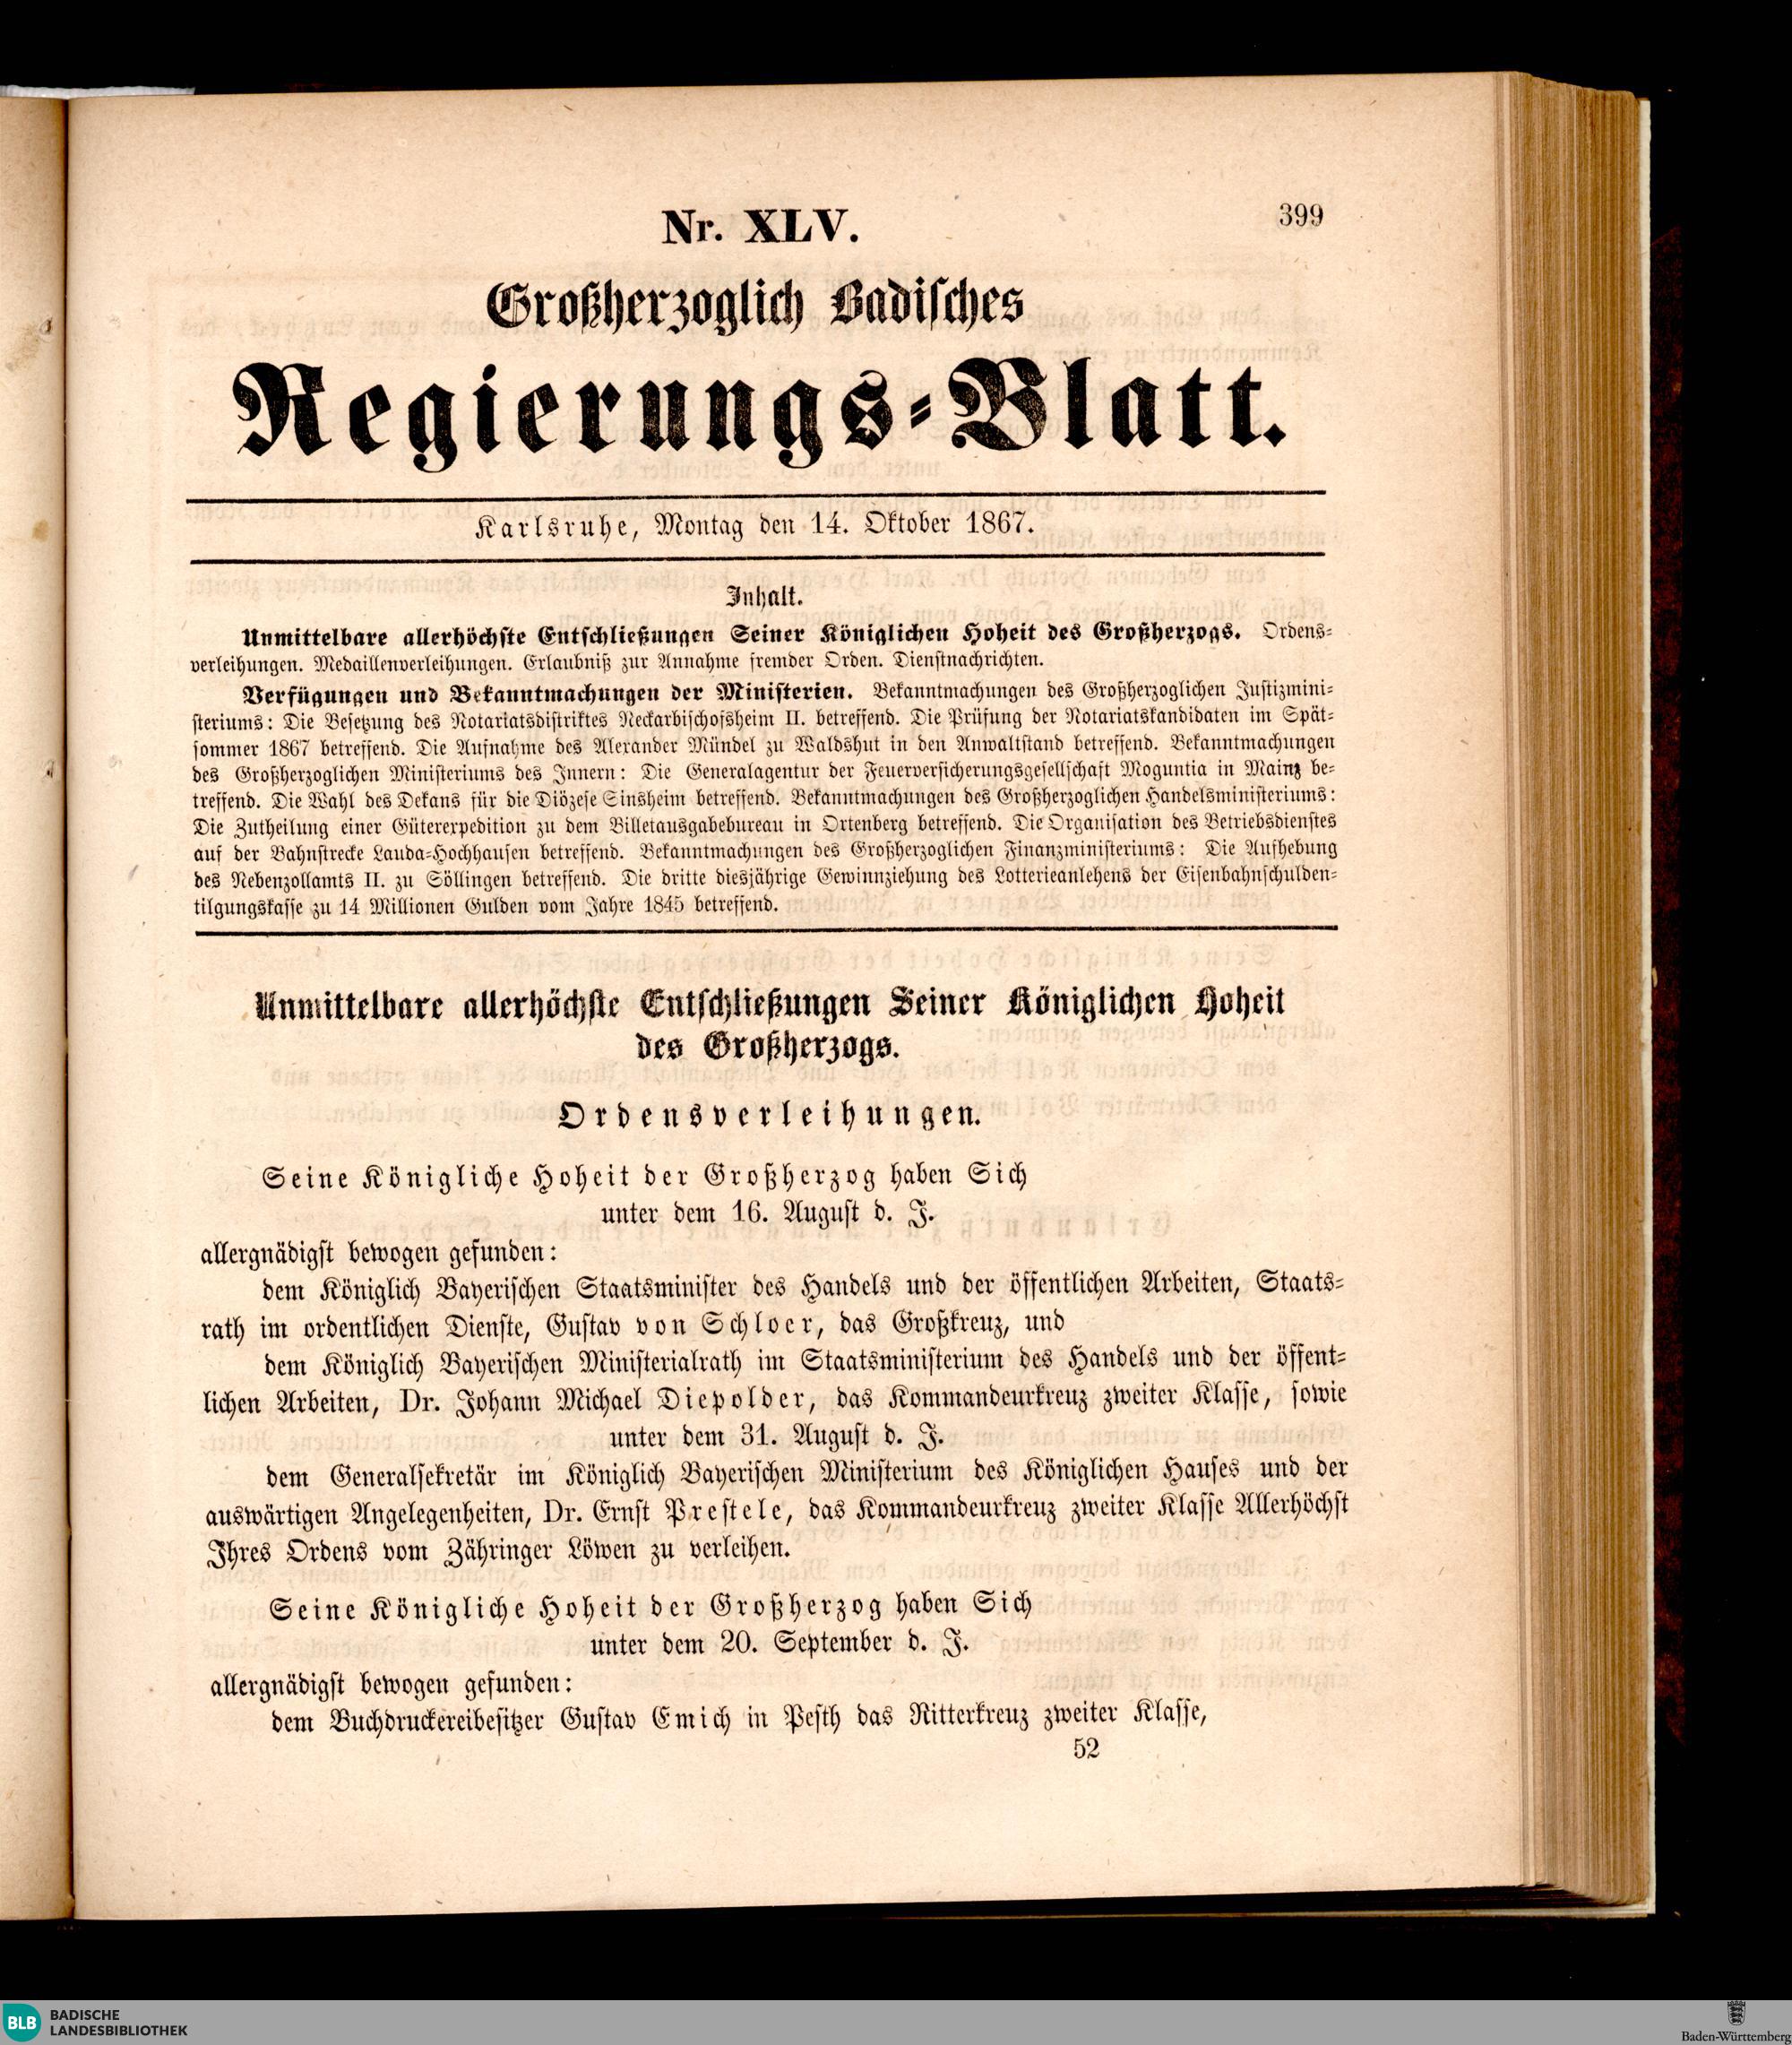 Nr. XLV.
399
Großherzoglich Badisches
Regierungs-Blatt.
Karlsruhe, Montag den 14. Oktober 1867.
Inhalt.
Unmittelbare allerhöchste Entschließungen Seiner Königlichen Hoheit des Großherzogs. Ordens-
verleihungen. Medaillenverleihungen. Erlaubniß zur Annahme fremder Orden. Dienstnachrichten.
Verfügungen und Bekanntmachungen der Ministerien. Bekanntmachungen des Großherzoglichen Justizmini-
steriums: Die Besetzung des Notariatsdistriktes Neckarbischofsheim II. betreffend. Die Prüfung der Notariatskandidaten im Spät-
sommer 1867 betreffend. Die Aufnahme des Alexander Mündel zu Waldshut in den Anwaltstand betreffend. Bekanntmachungen
des Großherzoglichen Ministeriums des Innern: Die Generalagentur der Feuerversicherungsgesellschaft Moguntia in Mainz be-
treffend. Die Wahl des Dekans für die Diözese Sinsheim betreffend. Bekanntmachungen des Großherzoglichen Handelsministeriums:
Die Zutheilung einer Güterexpedition zu dem Billetausgabebureau in Ortenberg betreffend. Die Organisation des Betriebsdienstes
auf der Bahnstrecke Lauda-Hochhausen betreffend. Bekanntmachungen des Großherzoglichen Finanzministeriums: Die Aufhebung
des Nebenzollamts II. zu Söllingen betreffend. Die dritte diesjährige Gewinnziehung des Lotterieanlehens der Eisenbahnschulden-
tilgungskasse zu 14 Millionen Gulden vom Jahre 1845 betreffend.
Unmittelbare allerhöchste Entschließungen Seiner Königlichen Hoheit
des Großherzogs.
Ordensverleihungen.
Seine Königliche Hoheit der Großherzog haben Sich
unter dem 16. August d. J.
allergnädigst bewogen gefunden:
dem Königlich Bayerischen Staatsminister des Handels und der öffentlichen Arbeiten, Staats-
rath im ordentlichen Dienste, Gustav von Schloer, das Großkreuz, und
dem Königlich Bayerischen Ministerialrath im Staatsministerium des Handels und der öffent-
lichen Arbeiten, Dr. Johann Michael Diepolder, das Kommandeurkreuz zweiter Klasse, sowie
unter dem 31. August d. J.
dem Generalsekretär im Königlich Bayerischen Ministerium des Königlichen Hauses und der
auswärtigen Angelegenheiten, Dr. Ernst Prestele, das Kommandeurkreuz zweiter Klasse Allerhöchst
Ihres Ordens vom Zähringer Löwen zu verleihen.
Seine Königliche Hoheit der Großherzog haben Sich
unter dem 20. September d. J.
allergnädigst bewogen gefunden:
dem Buchdruckereibesitzer Gustav Emich in Pesth das Ritterkreuz zweiter Klasse,
52
BLB BADISCHE
LANDESBIBLIOTHEK
Baden-Württemberg